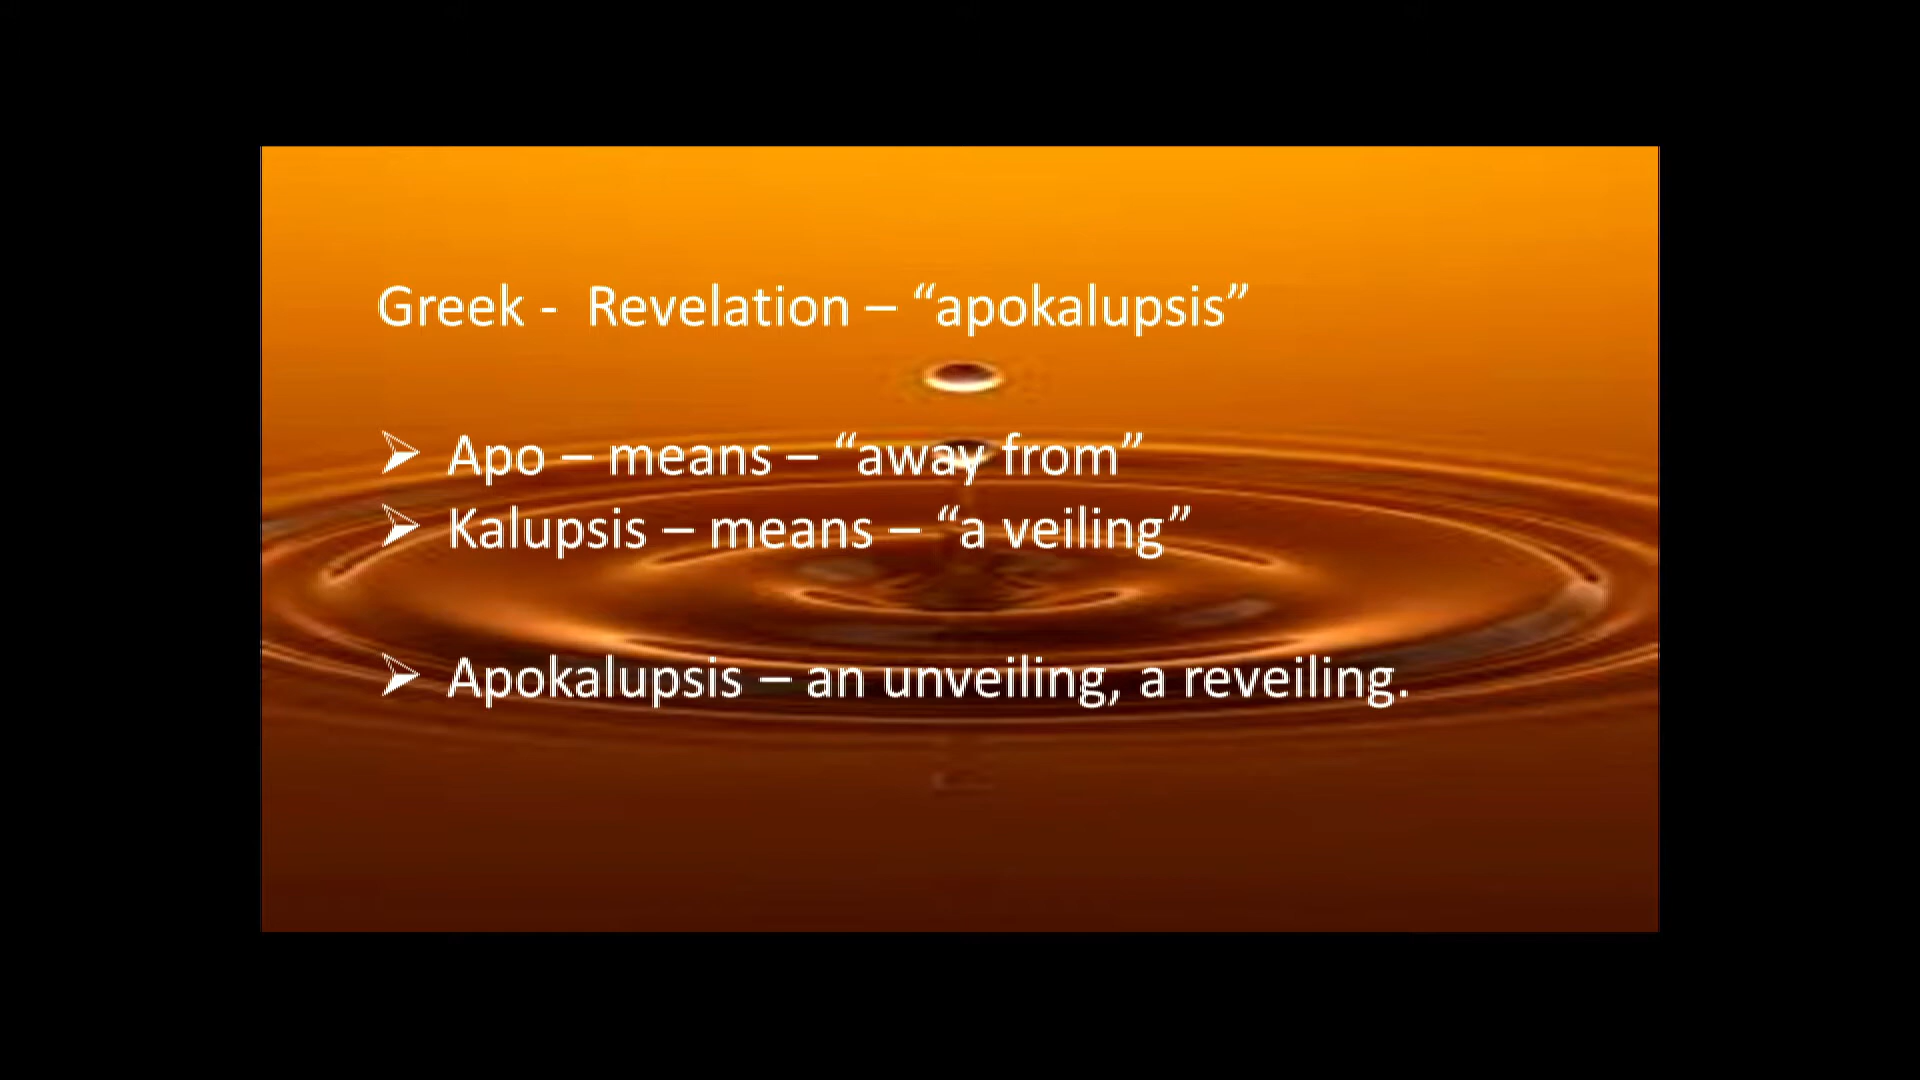 Greek -  Revelation – “apokalupsis”
➢ Apo – means – “away from”
➢ Kalupsis – means – “a veiling”
➢ Apokalupsis – an unveiling, a reveiling.